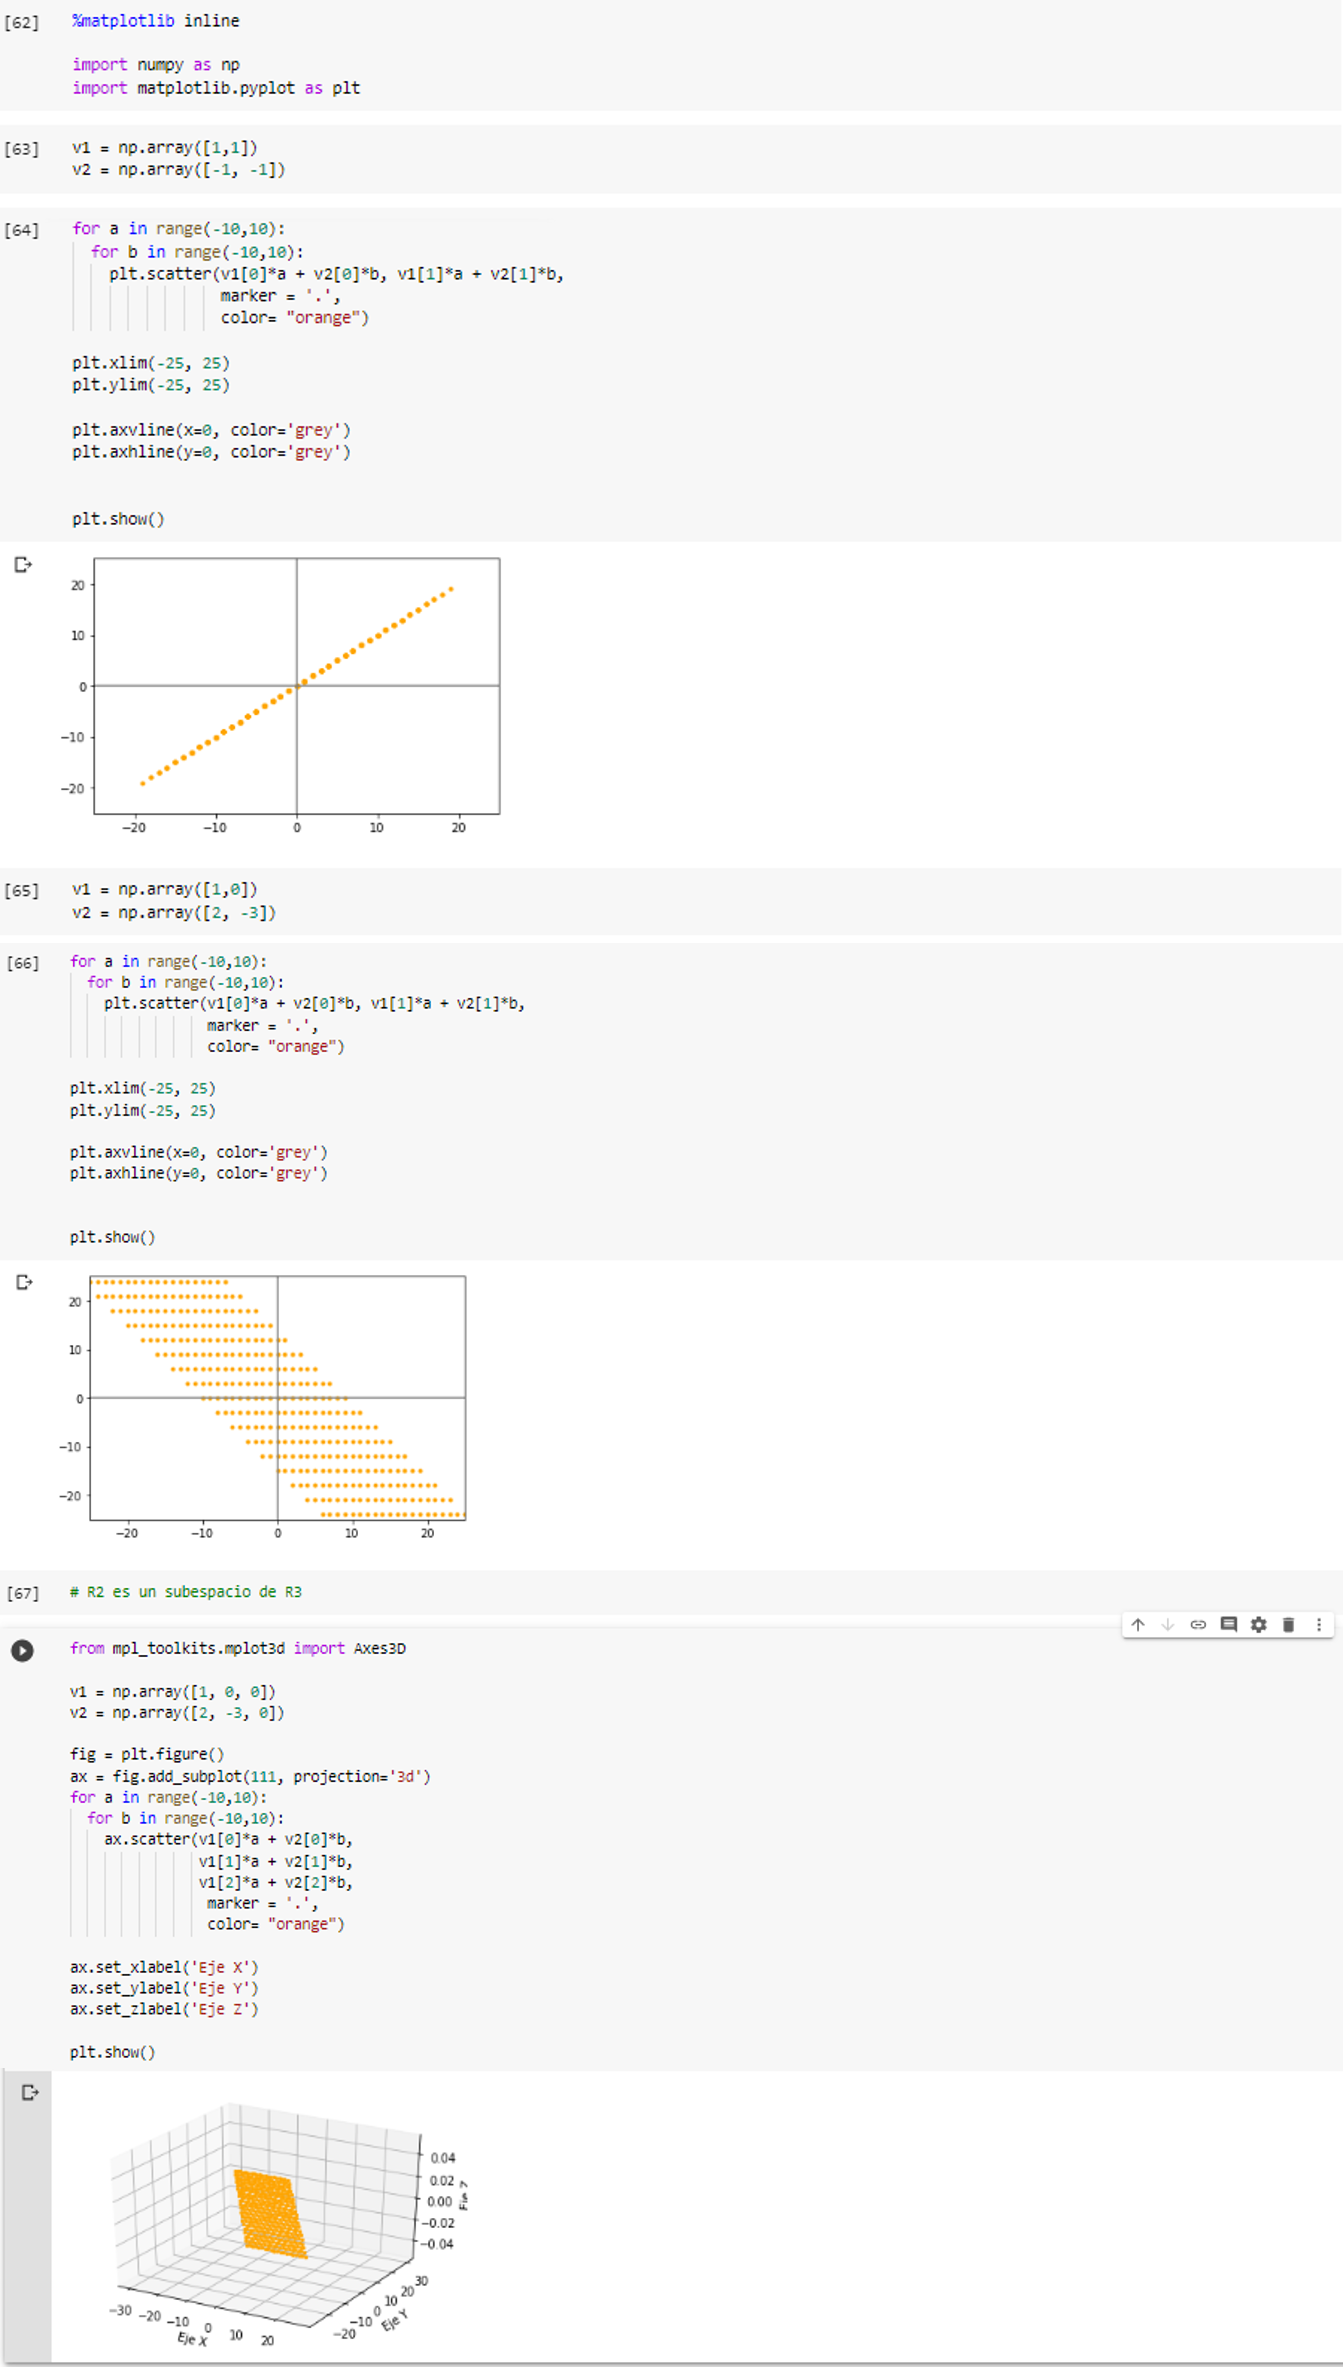 [62] %matplotlib inline
import numpy as np
import matplotlib.pyplot as plt
[63] v1 = np.array([1,1])
v2 = np.array([-1, -1])
[64] for a in range(-10,10):
for b in range(-10,10):
plt.scatter(v1[0]*a + v2[0]*b, v1[1]*a + v2[1]*b,
marker = '.',
color= "orange")
plt.xlim(-25, 25)
plt.ylim(-25, 25)
plt.axvline(x=0, color='grey')
plt.axhline(y=0, color='grey')
plt.show()
20
10
0
−10
−20
−20 −10 0 10 20
[65] v1 = np.array([1,0])
v2 = np.array([2, -3])
[66] for a in range(-10,10):
for b in range(-10,10):
plt.scatter(v1[0]*a + v2[0]*b, v1[1]*a + v2[1]*b,
marker = '.',
color= "orange")
plt.xlim(-25, 25)
plt.ylim(-25, 25)
plt.axvline(x=0, color='grey')
plt.axhline(y=0, color='grey')
plt.show()
20
10
0
−10
−20
−20 −10 0 10 20
[67] # R2 es un subespacio de R3
from mpl_toolkits.mplot3d import Axes3D
v1 = np.array([1, 0, 0])
v2 = np.array([2, -3, 0])
fig = plt.figure()
ax = fig.add_subplot(111, projection='3d')
for a in range(-10,10):
for b in range(-10,10):
ax.scatter(v1[0]*a + v2[0]*b,
v1[1]*a + v2[1]*b,
v1[2]*a + v2[2]*b,
marker = '.',
color= "orange")
ax.set_xlabel('Eje X')
ax.set_ylabel('Eje Y')
ax.set_zlabel('Eje Z')
plt.show()
0.04
0.02
0.00
−0.02
−0.04
Eje Z
−30 −20 −10 0 10 20
Eje X
−20 −10 0 10 20 30
Eje Y